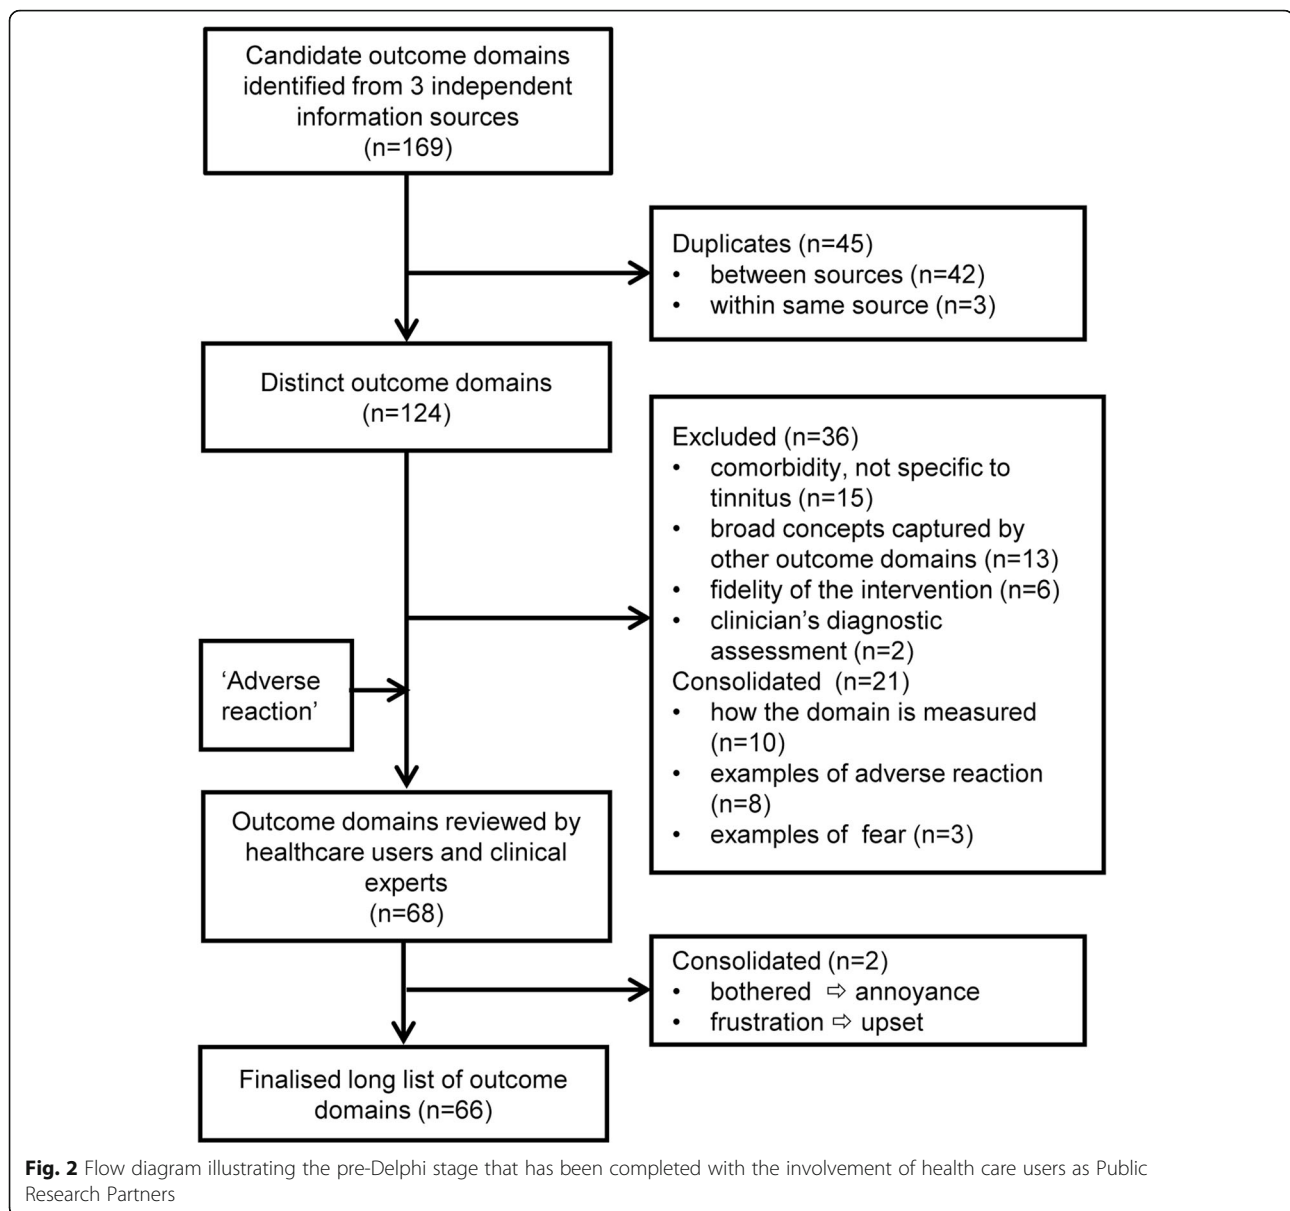 Candidate outcome domains
identified from 3 independent
information sources
(n=169)
Duplicates (n=45)
• between sources (n=42)
• within same source (n=3)
Distinct outcome domains
(n=124)
Excluded (n=36)
• comorbidity, not specific to
tinnitus (n=15)
• broad concepts captured by
other outcome domains (n=13)
• fidelity of the intervention (n=6)
• clinician’s diagnostic
assessment (n=2)
Consolidated (n=21)
• how the domain is measured
(n=10)
• examples of adverse reaction
(n=8)
• examples of fear (n=3)
‘Adverse
reaction’
Outcome domains reviewed by
healthcare users and clinical
experts
(n=68)
Consolidated (n=2)
• bothered ⇨ annoyance
• frustration ⇨ upset
Finalised long list of outcome
domains (n=66)
Fig. 2 Flow diagram illustrating the pre-Delphi stage that has been completed with the involvement of health care users as Public
Research Partners